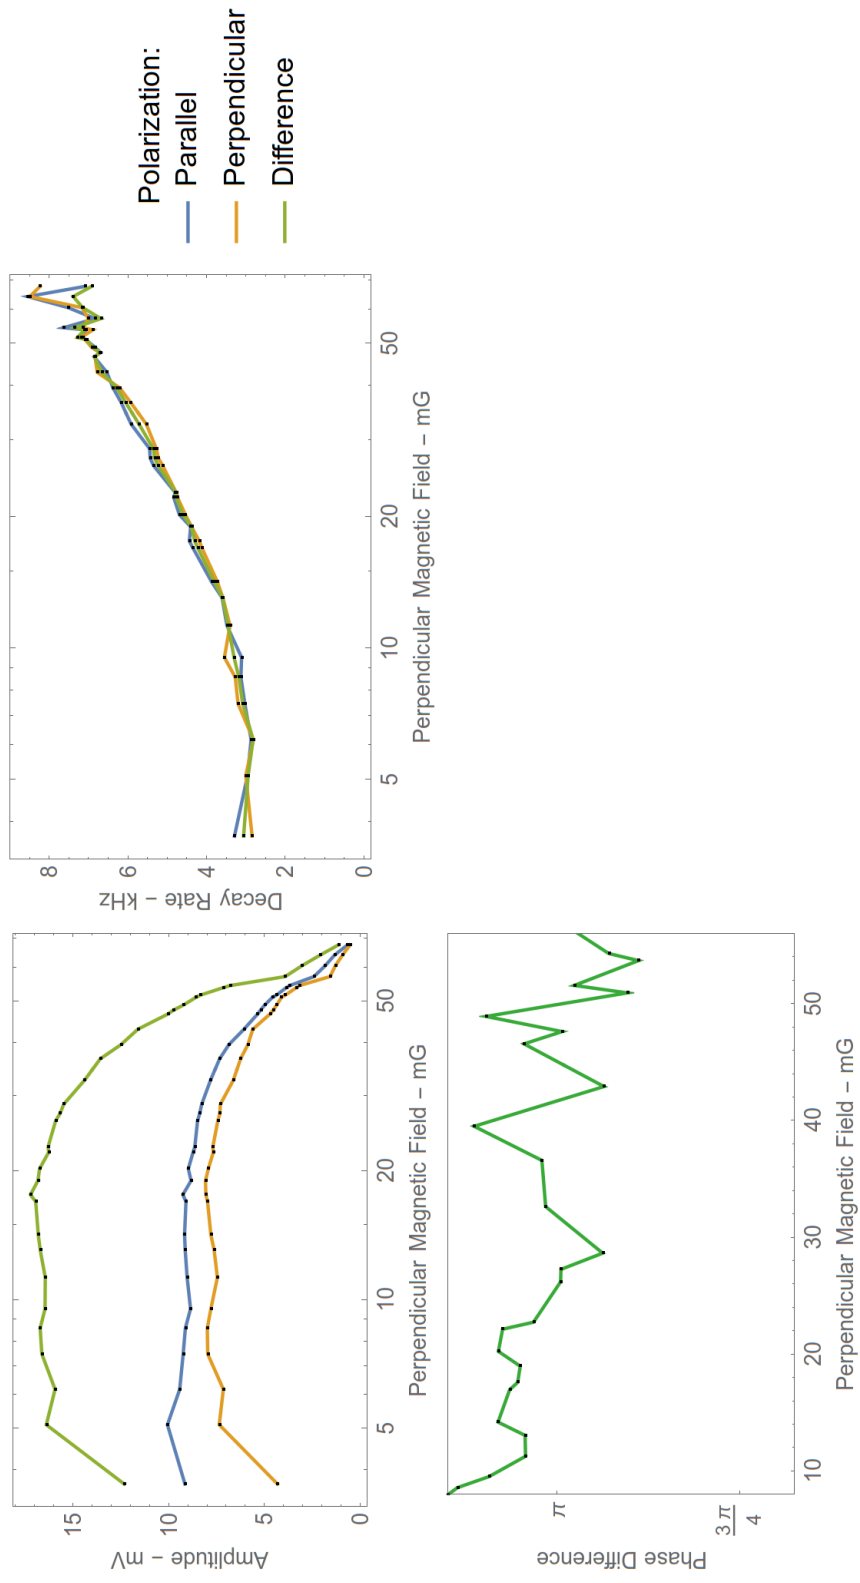 Amplitude – mV
15
10
5
0
5
10
20
50
Perpendicular Magnetic Field – mG
Decay Rate – kHz
8
6
4
2
0
5
10
20
50
Perpendicular Magnetic Field – mG
Polarization:
Parallel
Perpendicular
Difference
Phase Difference
π
3 π
4
10
20
30
40
50
Perpendicular Magnetic Field – mG